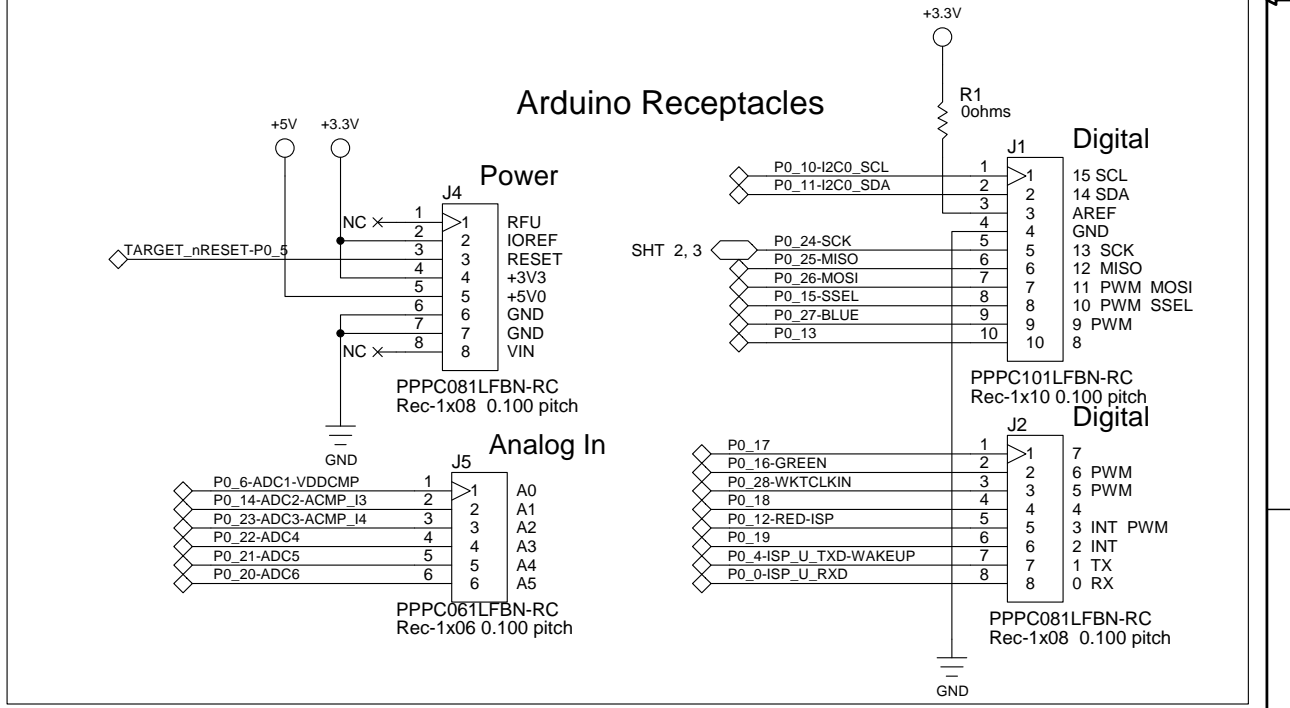 +3.3V
R1
0ohms
Arduino Receptacles
+5V
+3.3V
Power
J4
NC
1 1 RFU
2 2 IOREF
TARGET_nRESET-P0_5 3 3 RESET
4 4 +3V3
5 5 +5V0
6 6 GND
7 7 GND
NC 8 8 VIN
PPPC081LFBN-RC
Rec-1x08 0.100 pitch
GND
Digital
J1
P0_10-I2C0_SCL 1 1 15 SCL
P0_11-I2C0_SDA 2 2 14 SDA
3 3 AREF
4 4 GND
SHT 2, 3 P0_24-SCK 5 5 13 SCK
P0_25-MISO 6 6 12 MISO
P0_26-MOSI 7 7 11 PWM MOSI
P0_15-SSEL 8 8 10 PWM SSEL
P0_27-BLUE 9 9 9 PWM
P0_13 10 10 8
PPPC101LFBN-RC
Rec-1x10 0.100 pitch
Analog In
J5
P0_6-ADC1-VDDCMP 1 1 A0
P0_14-ADC2-ACMP_I3 2 2 A1
P0_23-ADC3-ACMP_I4 3 3 A2
P0_22-ADC4 4 4 A3
P0_21-ADC5 5 5 A4
P0_20-ADC6 6 6 A5
PPPC061LFBN-RC
Rec-1x06 0.100 pitch
Digital
J2
P0_17 1 1 7
P0_16-GREEN 2 2 6 PWM
P0_28-WKTCLKIN 3 3 5 PWM
P0_18 4 4 4
P0_12-RED-ISP 5 5 3 INT PWM
P0_19 6 6 2 INT
P0_4-ISP_U_TXD-WAKEUP 7 7 1 TX
P0_0-ISP_U_RXD 8 8 0 RX
PPPC081LFBN-RC
Rec-1x08 0.100 pitch
GND